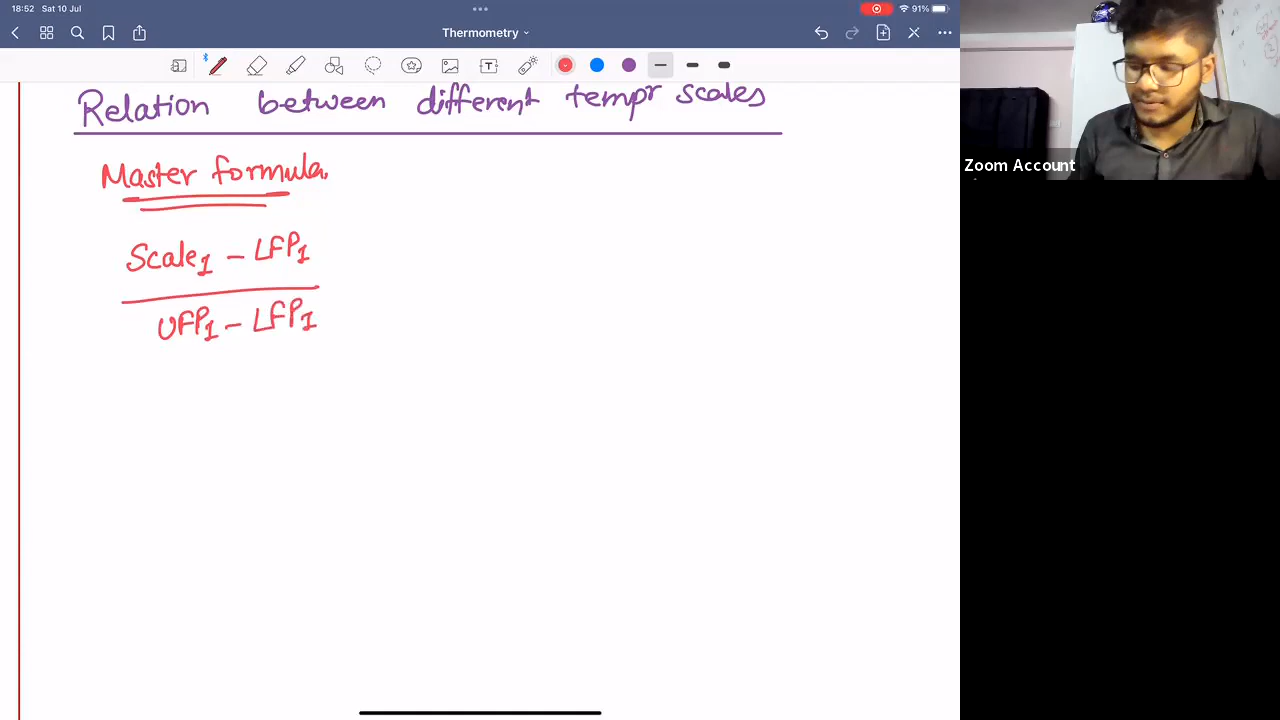 18:52 Sat 10 Jul
91%
Thermometry
Relation between different tempr scales
Master formula
Scale₁ - LFP₁
UFP₁ - LFP₁
Zoom Account